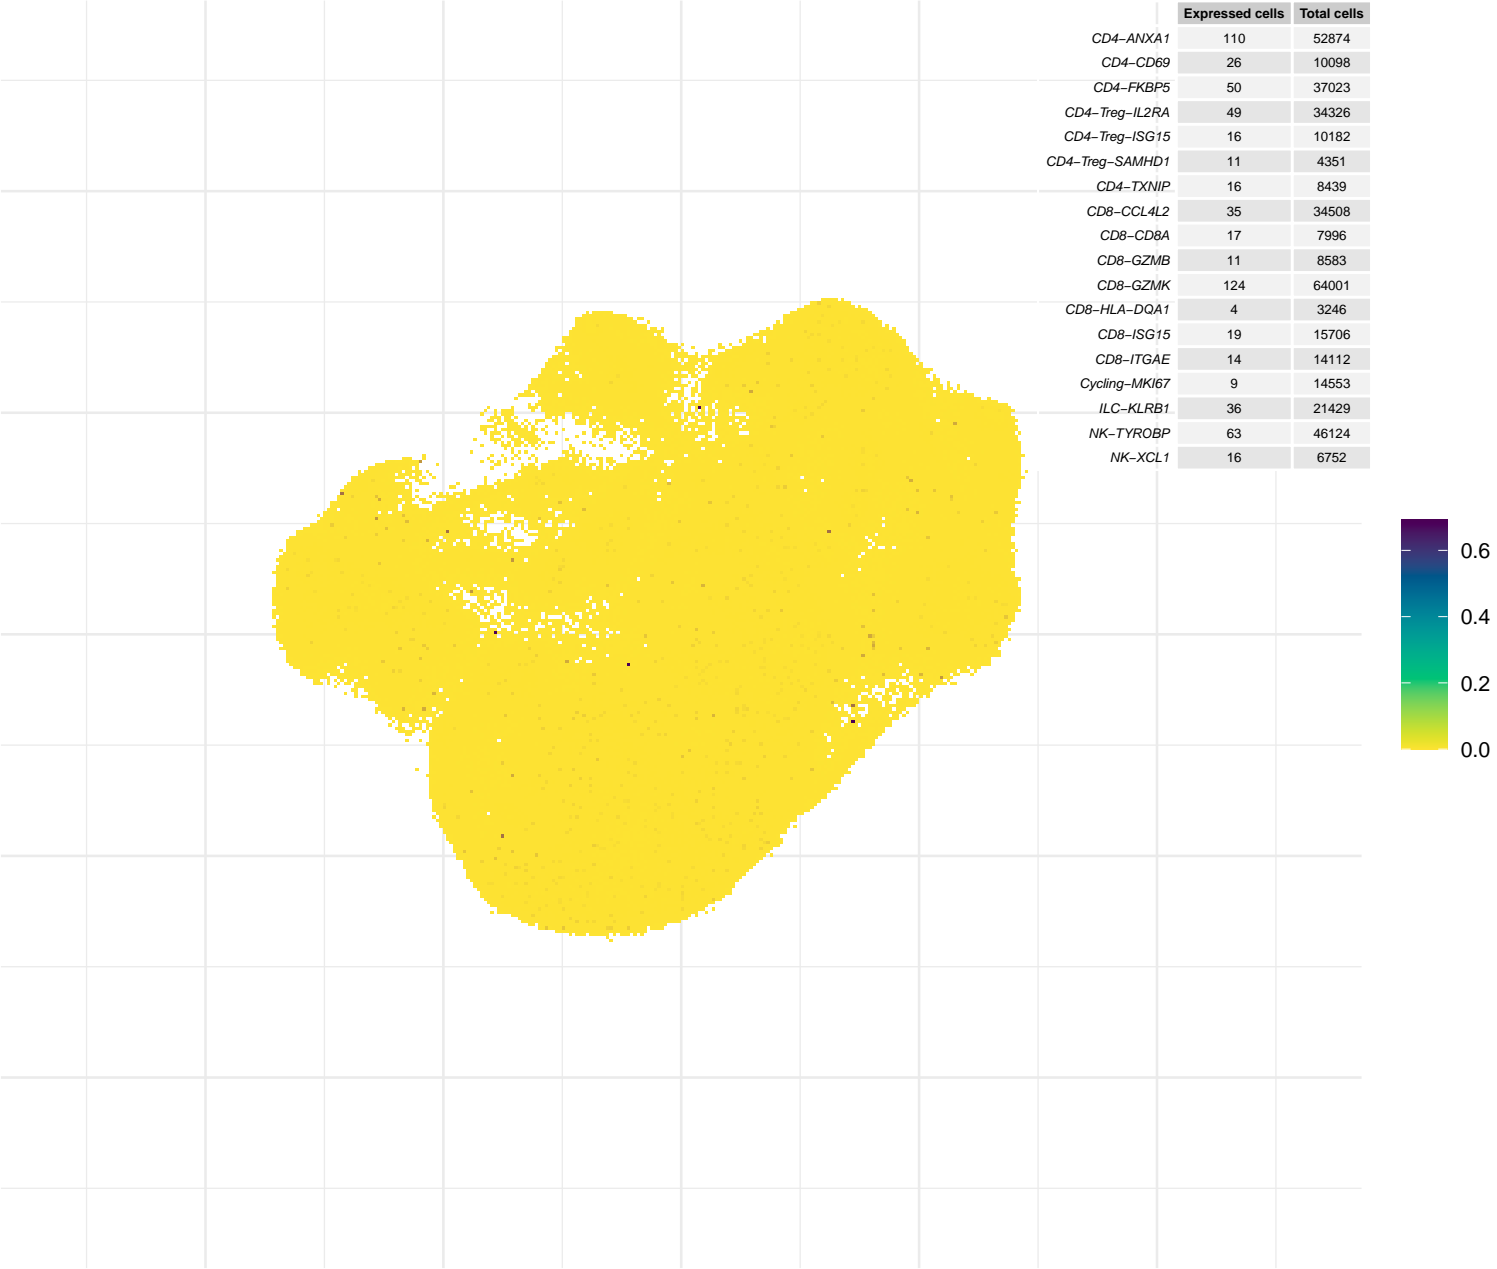 Expressed cells Total cells
CD4−ANXA1 110 52874
CD4−CD69 26 10098
CD4−FKBP5 50 37023
CD4−Treg−IL2RA 49 34326
CD4−Treg−ISG15 16 10182
CD4−Treg−SAMHD1 11 4351
CD4−TXNIP 16 8439
CD8−CCL4L2 35 34508
CD8−CD8A 17 7996
CD8−GZMB 11 8583
CD8−GZMK 124 64001
CD8−HLA−DQA1 4 3246
CD8−ISG15 19 15706
CD8−ITGAE 14 14112
Cycling−MKI67 9 14553
ILC−KLRB1 36 21429
NK−TYROBP 63 46124
NK−XCL1 16 6752
0.6
0.4
0.2
0.0